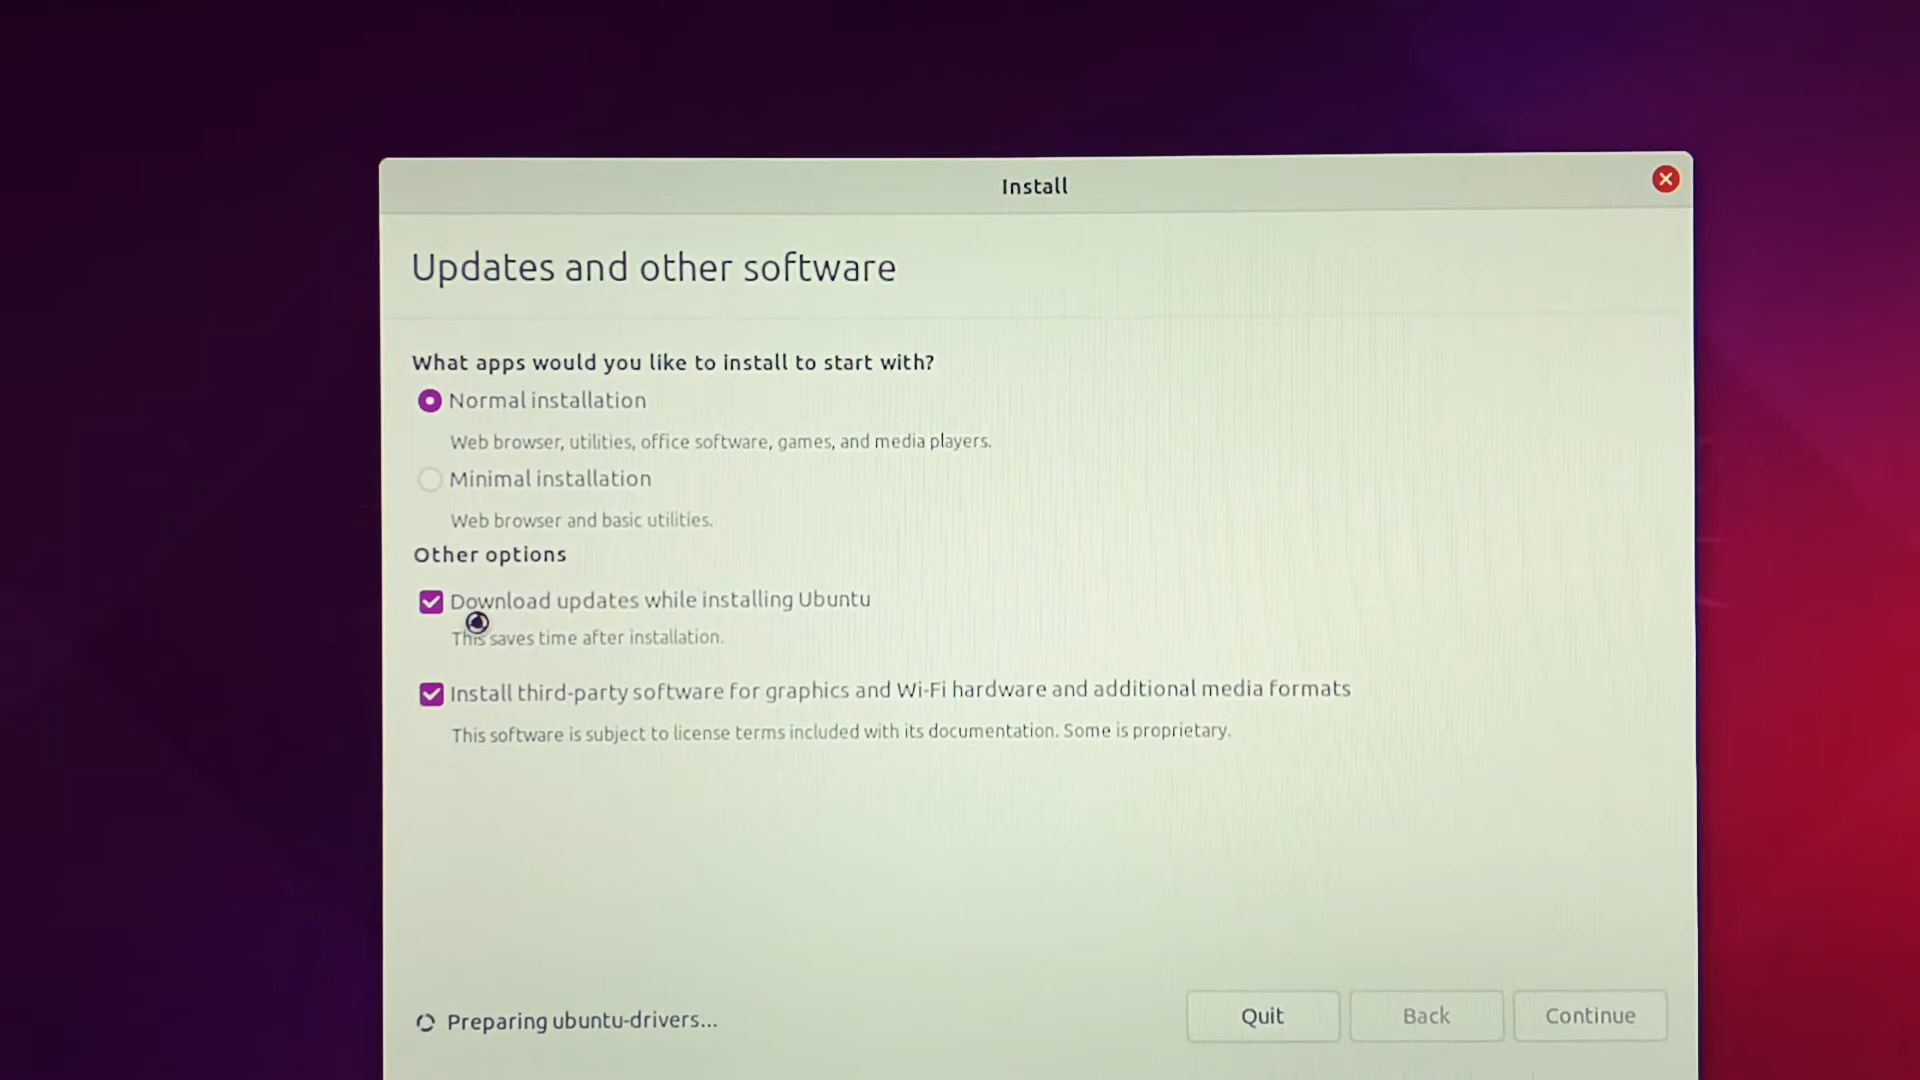 Install
Updates and other software
What apps would you like to install to start with?
Normal installation
Web browser, utilities, office software, games, and media players.
Minimal installation
Web browser and basic utilities.
Other options
Download updates while installing Ubuntu
This saves time after installation.
Install third-party software for graphics and Wi-Fi hardware and additional media formats
This software is subject to license terms included with its documentation. Some is proprietary.
Preparing ubuntu-drivers...
Quit
Back
Continue